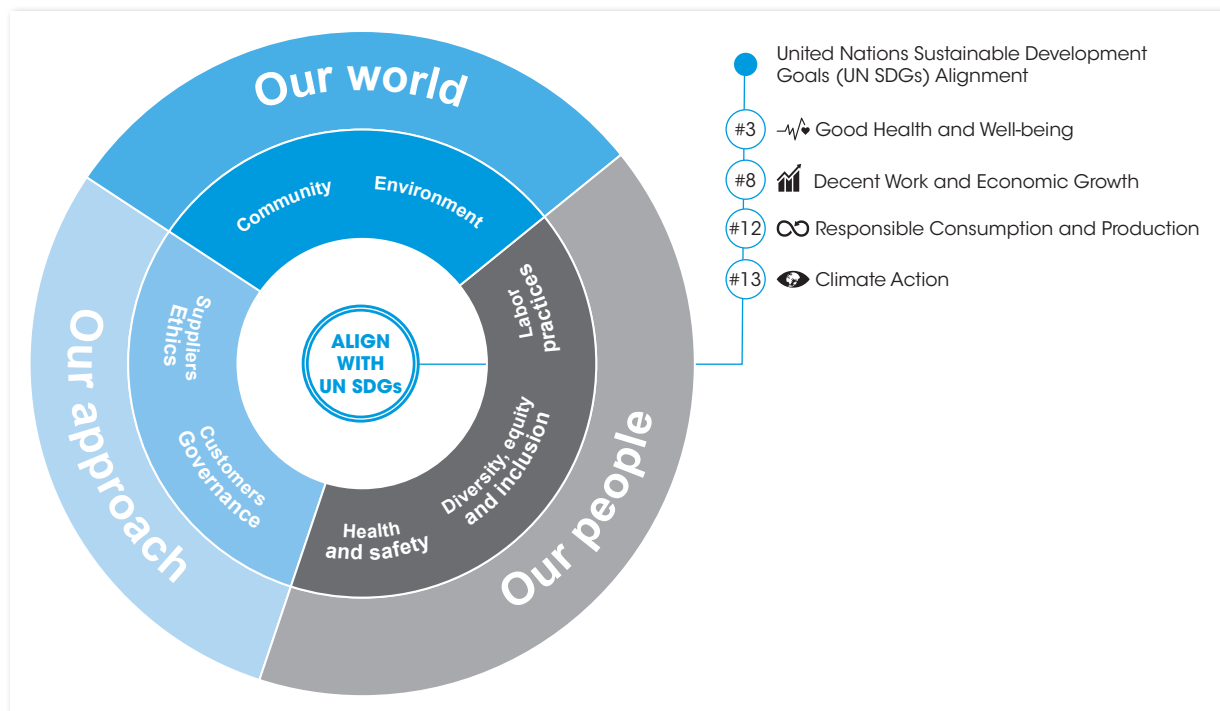 Our world
Community
Environment
Our approach
Suppliers
Ethics
Customers
Governance
Our people
Labor
practices
Diversity, equity
and inclusion
Health
and safety
ALIGN
WITH
UN SDGs
United Nations Sustainable Development
Goals (UN SDGs) Alignment
#3 Good Health and Well-being
#8 Decent Work and Economic Growth
#12 Responsible Consumption and Production
#13 Climate Action